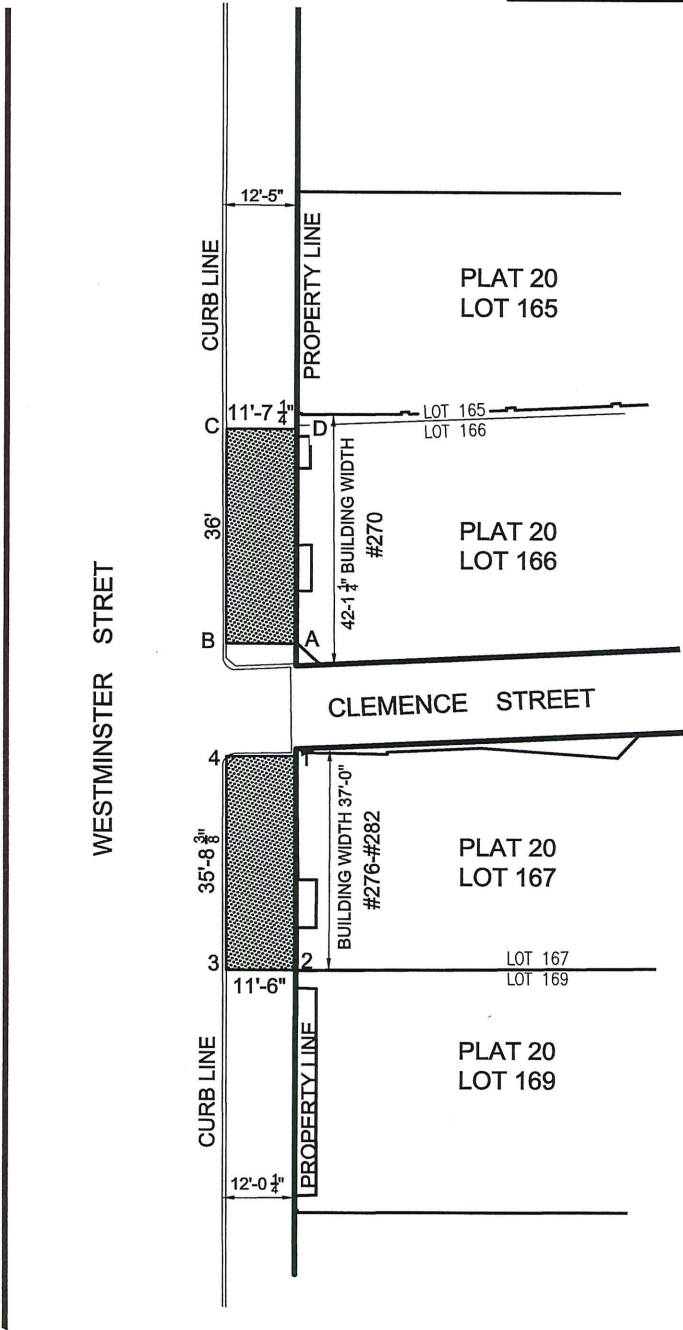 12'-5"
CURB LINE
PROPERTY LINE
PLAT 20
LOT 165
11'-7 1/4"
C
D
LOT 165
LOT 166
36'
42-1 1/4" BUILDING WIDTH
#270
PLAT 20
LOT 166
B
A
WESTMINSTER STRET
CLEMENCE STREET
4
1
35'-8 3/8"
BUILDING WIDTH 37'-0"
#276-#282
PLAT 20
LOT 167
3
2
LOT 167
LOT 169
11'-6"
CURB LINE
PROPERTY LINE
PLAT 20
LOT 169
12'-0 1/4"